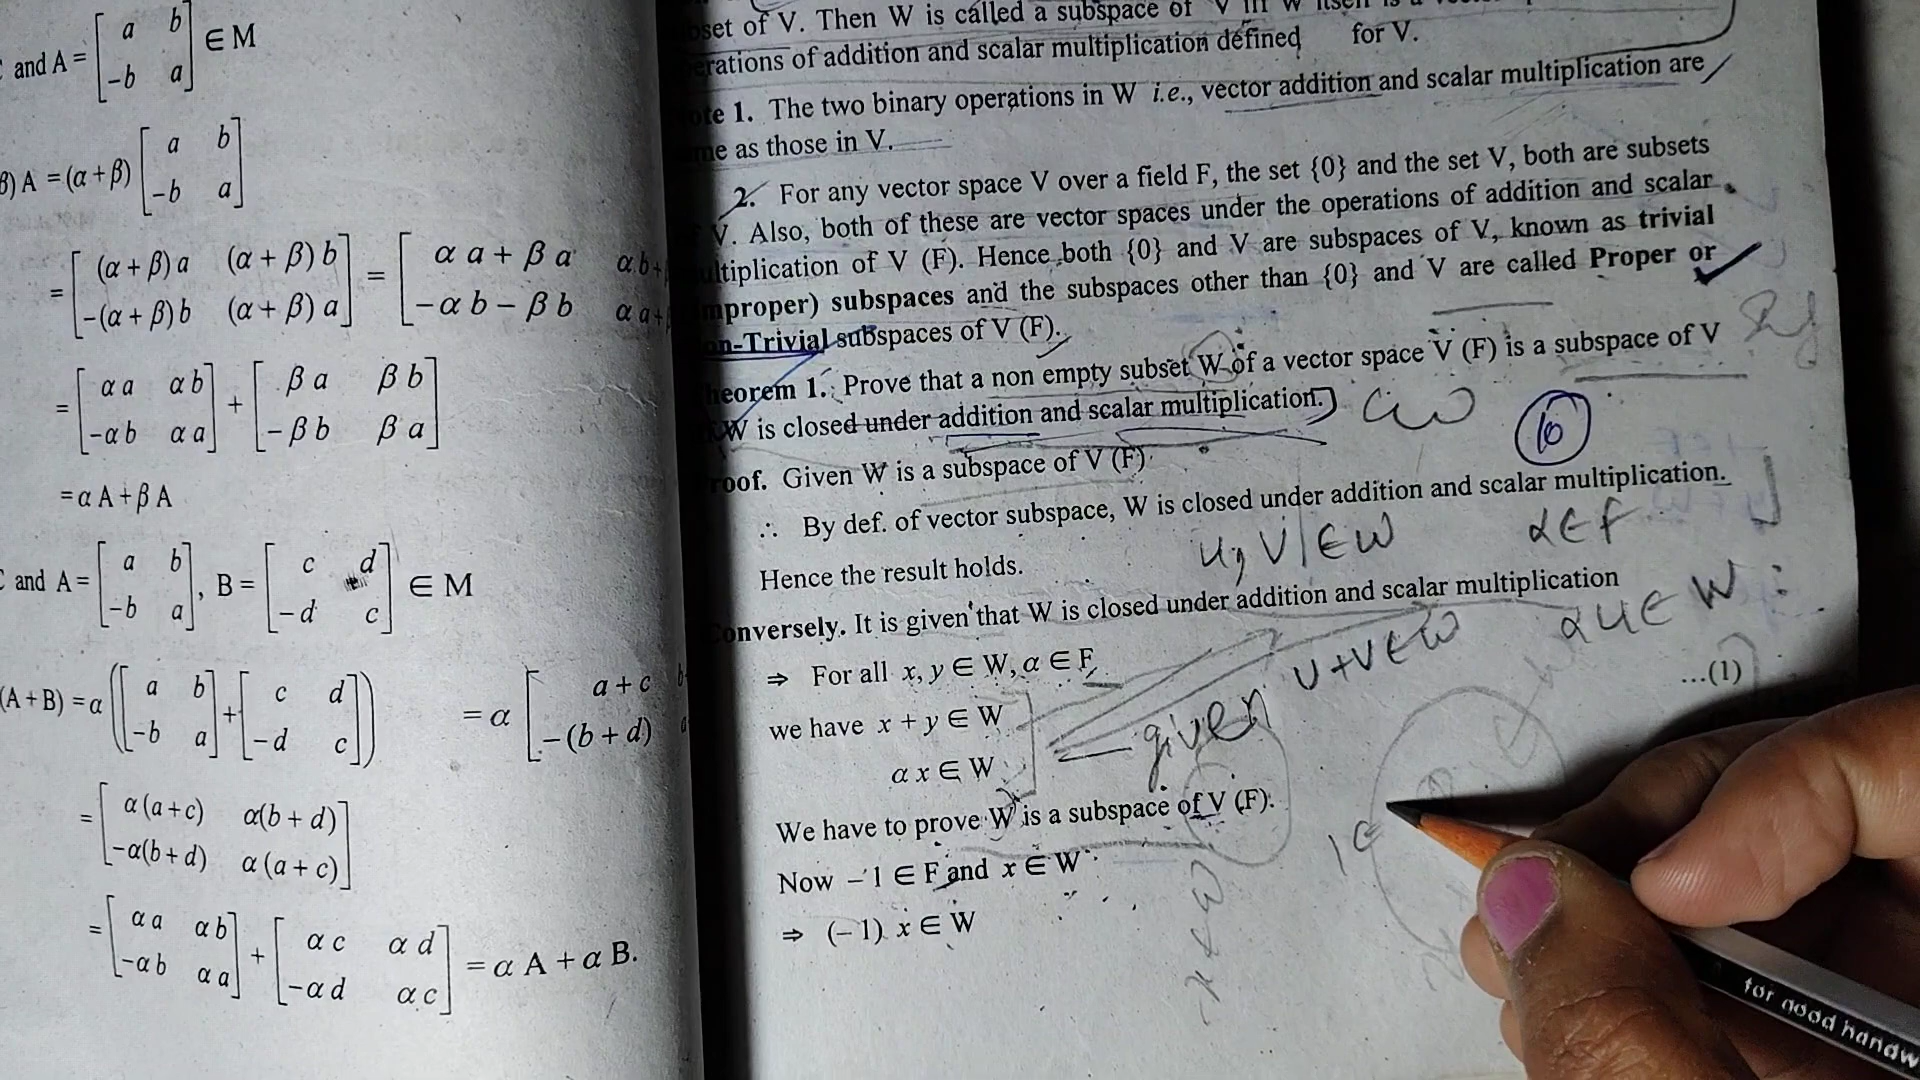 and A = [ a b
-b a ] ∈ M
β) A = (α + β) [ a b
-b a ]
= [ (α + β) a (α + β) b
-(α + β) b (α + β) a ] = [ α a + β a α b +
-α b - β b α a +
= [ α a α b
-α b α a ] + [ β a β b
-β b β a ]
= α A + β A
and A = [ a b
-b a ], B = [ c d
-d c ] ∈ M
(A + B) = α ( [ a b
-b a ] + [ c d
-d c ] ) = α [ a + c
-(b + d)
= [ α (a + c) α(b + d)
-α(b + d) α (a + c) ]
= [ α a α b
-α b α a ] + [ α c α d
-α d α c ] = α A + α B.
set of V. Then W is called a subspace of V
erations of addition and scalar multiplication defined for V.
te 1. The two binary operations in W i.e., vector addition and scalar multiplication are
me as those in V.
2. For any vector space V over a field F, the set {0} and the set V, both are subsets
V. Also, both of these are vector spaces under the operations of addition and scalar
ultiplication of V (F). Hence both {0} and V are subspaces of V, known as trivial
mproper) subspaces and the subspaces other than {0} and V are called Proper or
on-Trivial subspaces of V (F).
heorem 1. Prove that a non empty subset W of a vector space V (F) is a subspace of V
W is closed under addition and scalar multiplication.
10
roof. Given W is a subspace of V (F)
∴ By def. of vector subspace, W is closed under addition and scalar multiplication.
u, v ∈ W α ∈ F
Hence the result holds.
onversely. It is given that W is closed under addition and scalar multiplication
u + v ∈ W αu ∈ W
⇒ For all x, y ∈ W, α ∈ F,
we have x + y ∈ W ...(1)
α x ∈ W
given
We have to prove W is a subspace of V (F).
Now -1 ∈ F and x ∈ W
⇒ (-1) x ∈ W
-x ∈ W
for good handw